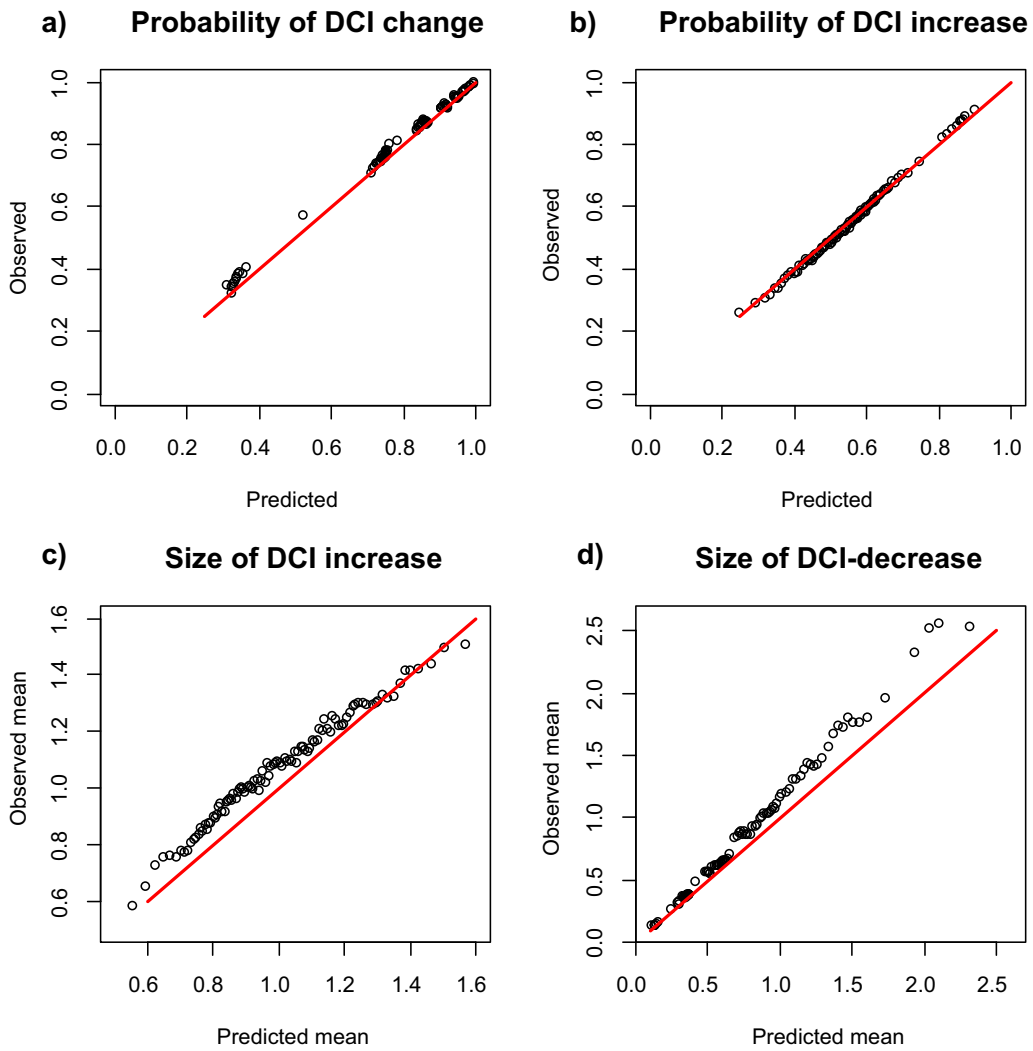 a) Probability of DCI change
Observed
1.0
0.8
0.6
0.4
0.2
0.0
0.0 0.2 0.4 0.6 0.8 1.0
Predicted
b) Probability of DCI increase
Observed
1.0
0.8
0.6
0.4
0.2
0.0
0.0 0.2 0.4 0.6 0.8 1.0
Predicted
c) Size of DCI increase
Observed mean
1.6
1.4
1.2
1.0
0.8
0.6
0.6 0.8 1.0 1.2 1.4 1.6
Predicted mean
d) Size of DCI-decrease
Observed mean
2.5
2.0
1.5
1.0
0.5
0.0
0.0 0.5 1.0 1.5 2.0 2.5
Predicted mean